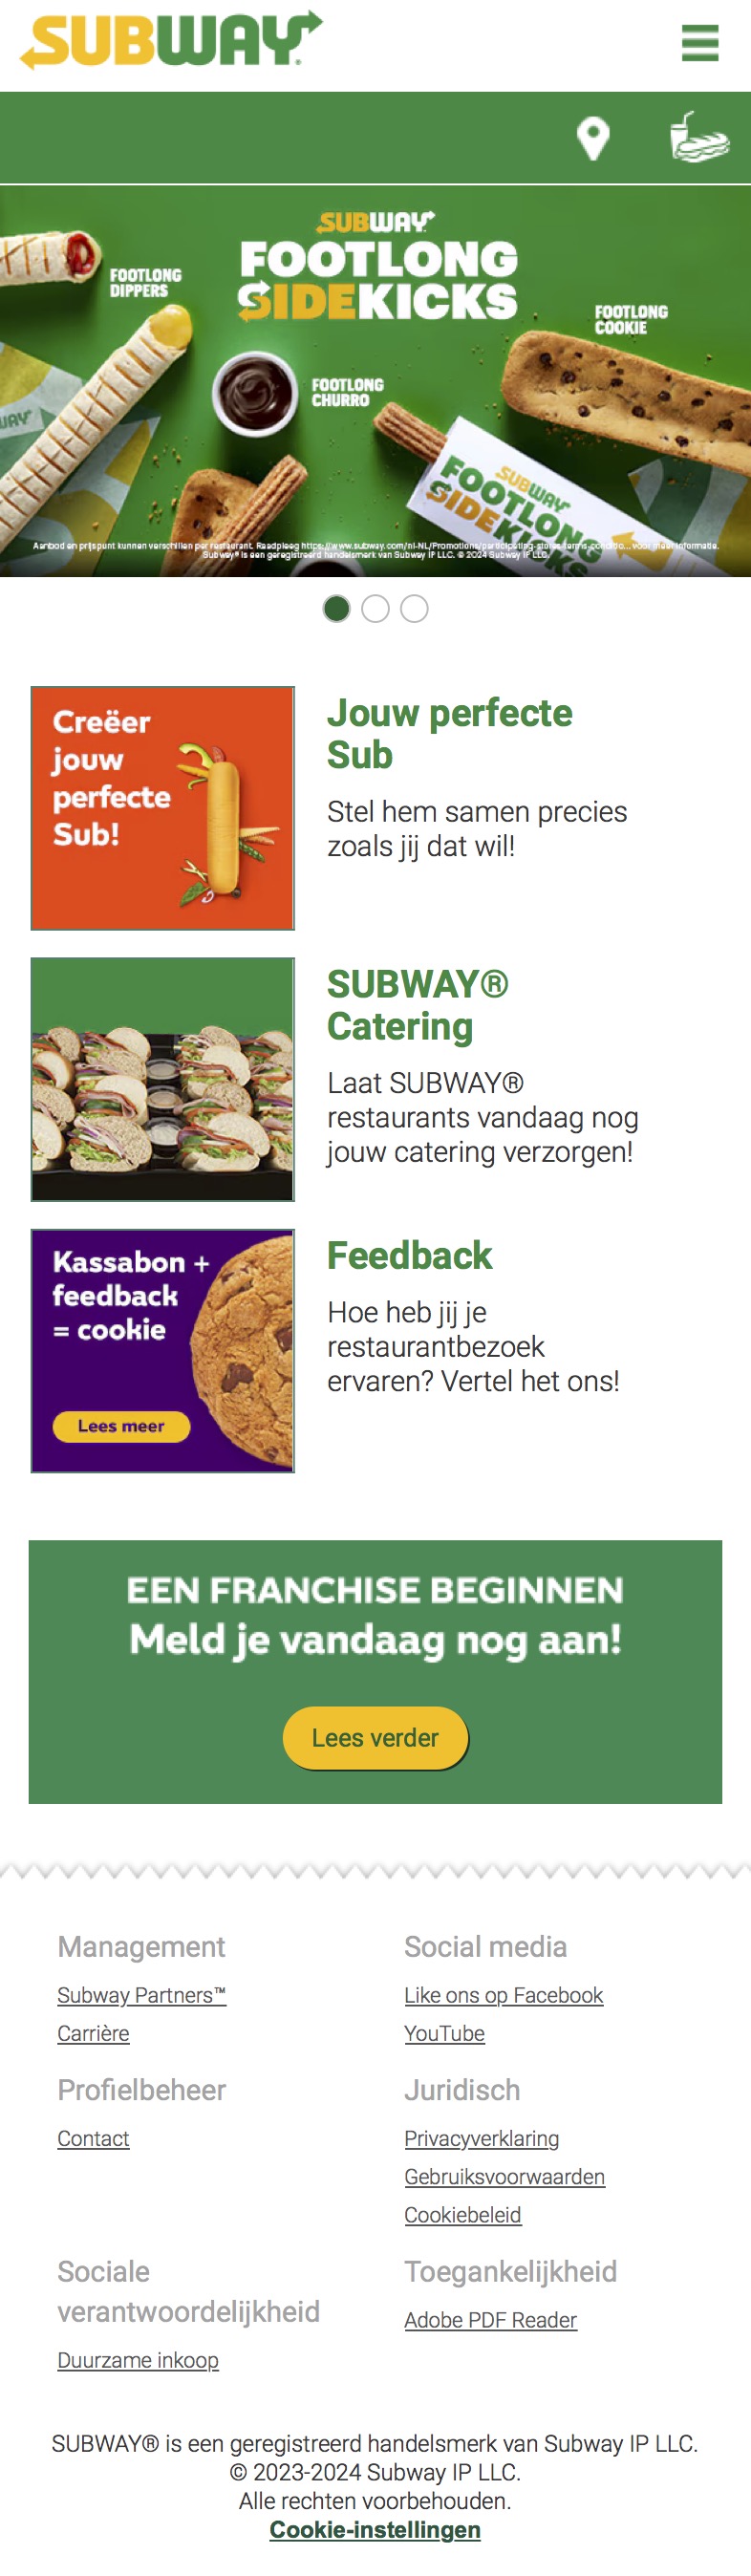 SUBWAY®
SUBWAY®
FOOTLONG
SIDEKICKS
FOOTLONG
DIPPERS
FOOTLONG
COOKIE
FOOTLONG
CHURRO
WAY
SUBWAY
FOOTLONG
SIDEKICKS
Aanbod en prijspunt kunnen verschillen per restaurant. Raadpleeg https://www.subway.com/nl-NL/Promotions/participating-stores-terms-conditio... voor meer informatie.
Subway® is een geregistreerd handelsmerk van Subway IP LLC. © 2024 Subway IP LLC.
Creëer
jouw
perfecte
Sub!
Jouw perfecte
Sub
Stel hem samen precies
zoals jij dat wil!
SUBWAY®
Catering
Laat SUBWAY®
restaurants vandaag nog
jouw catering verzorgen!
Kassabon +
feedback
= cookie
Lees meer
Feedback
Hoe heb jij je
restaurantbezoek
ervaren? Vertel het ons!
EEN FRANCHISE BEGINNEN
Meld je vandaag nog aan!
Lees verder
Management
Subway Partners™
Carrière
Social media
Like ons op Facebook
YouTube
Profielbeheer
Contact
Juridisch
Privacyverklaring
Gebruiksvoorwaarden
Cookiebeleid
Sociale
verantwoordelijkheid
Duurzame inkoop
Toegankelijkheid
Adobe PDF Reader
SUBWAY® is een geregistreerd handelsmerk van Subway IP LLC.
© 2023-2024 Subway IP LLC.
Alle rechten voorbehouden.
Cookie-instellingen